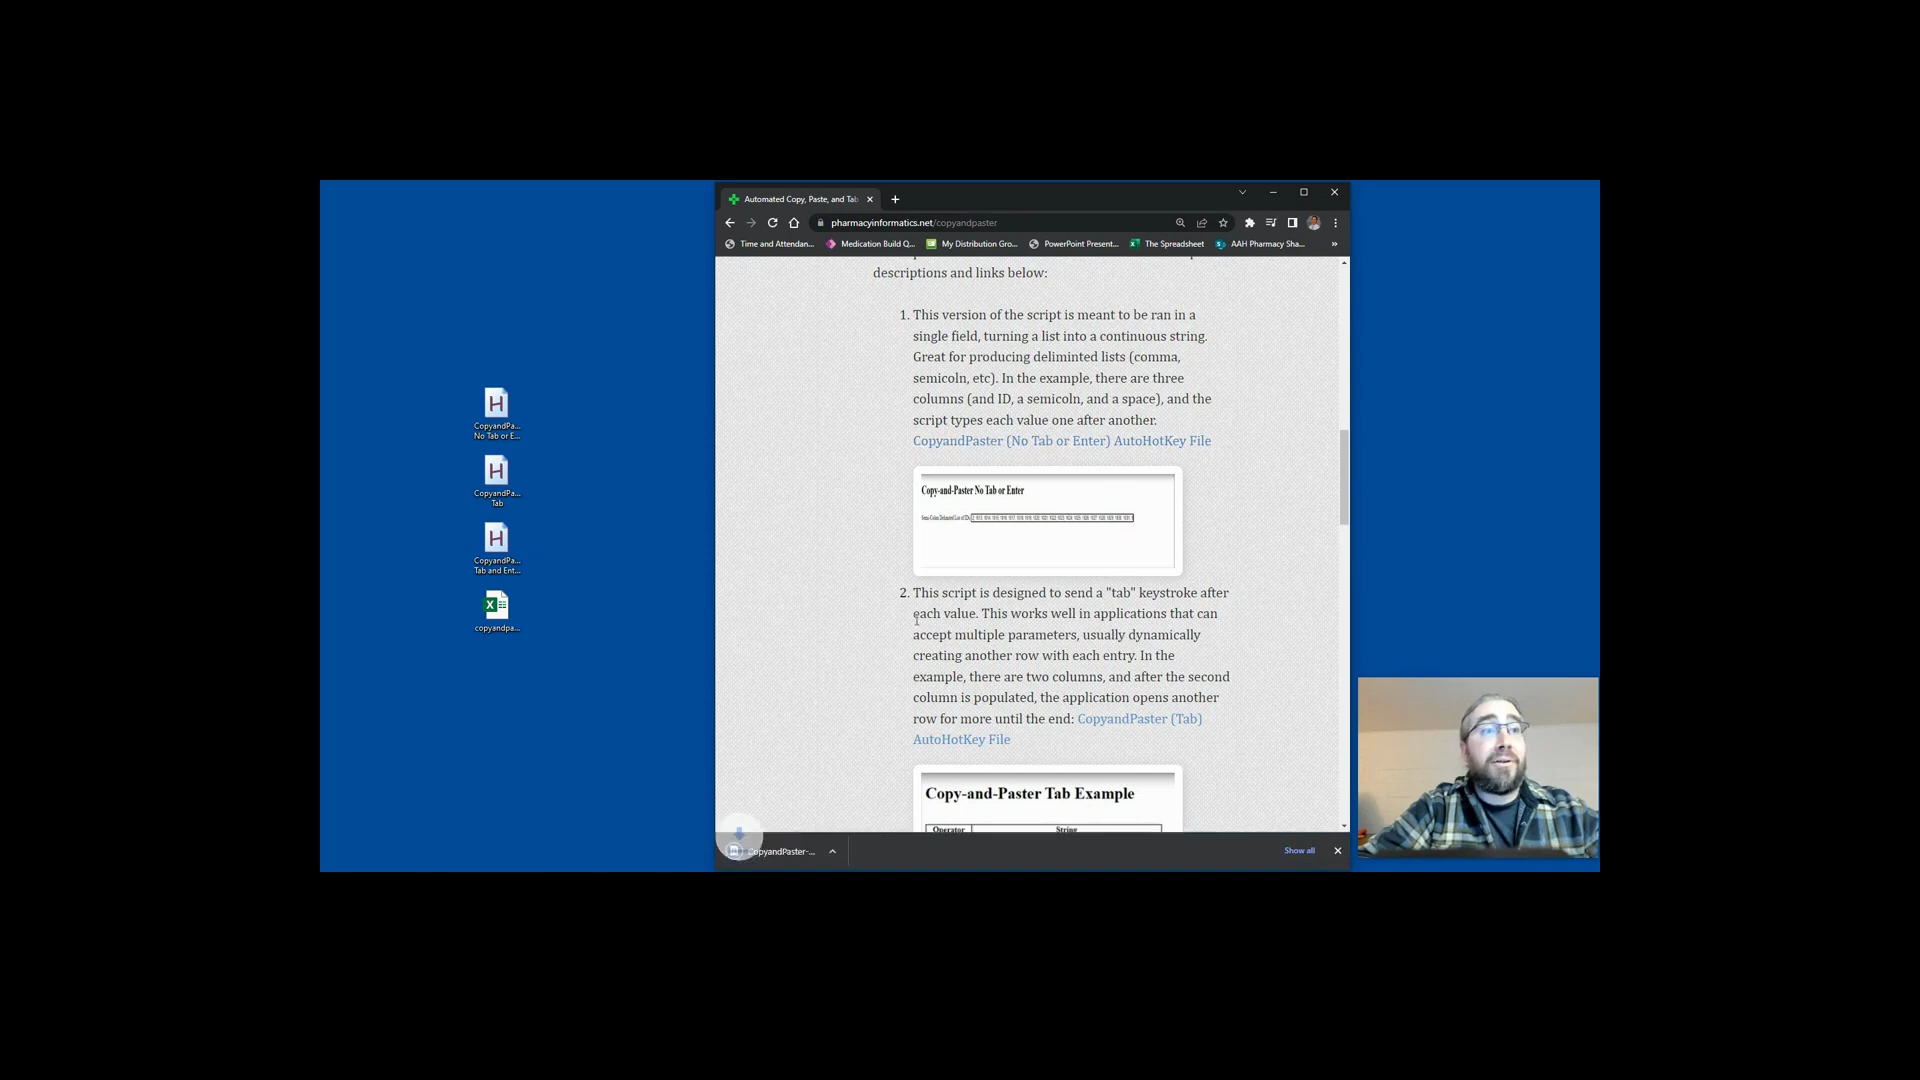 Automated Copy, Paste, and Tab
pharmacyinformatics.net/copyandpaster
Time and Attendan...
Medication Build Q...
My Distribution Gro...
PowerPoint Present...
The Spreadsheet
AAH Pharmacy Sha...
»
descriptions and links below:
1. This version of the script is meant to be ran in a
single field, turning a list into a continuous string.
Great for producing deliminted lists (comma,
semicoln, etc). In the example, there are three
columns (and ID, a semicoln, and a space), and the
script types each value one after another.
CopyandPaster (No Tab or Enter) AutoHotKey File
Copy-and-Paster No Tab or Enter
Semi-Colon Delimited List of IDs
2. This script is designed to send a "tab" keystroke after
each value. This works well in applications that can
accept multiple parameters, usually dynamically
creating another row with each entry. In the
example, there are two columns, and after the second
column is populated, the application opens another
row for more until the end: CopyandPaster (Tab)
AutoHotKey File
Copy-and-Paster Tab Example
Operator String
CopyandPaster-...
Show all
CopyandPa...
No Tab or E...
CopyandPa...
Tab
CopyandPa...
Tab and Ent...
copyandpa...